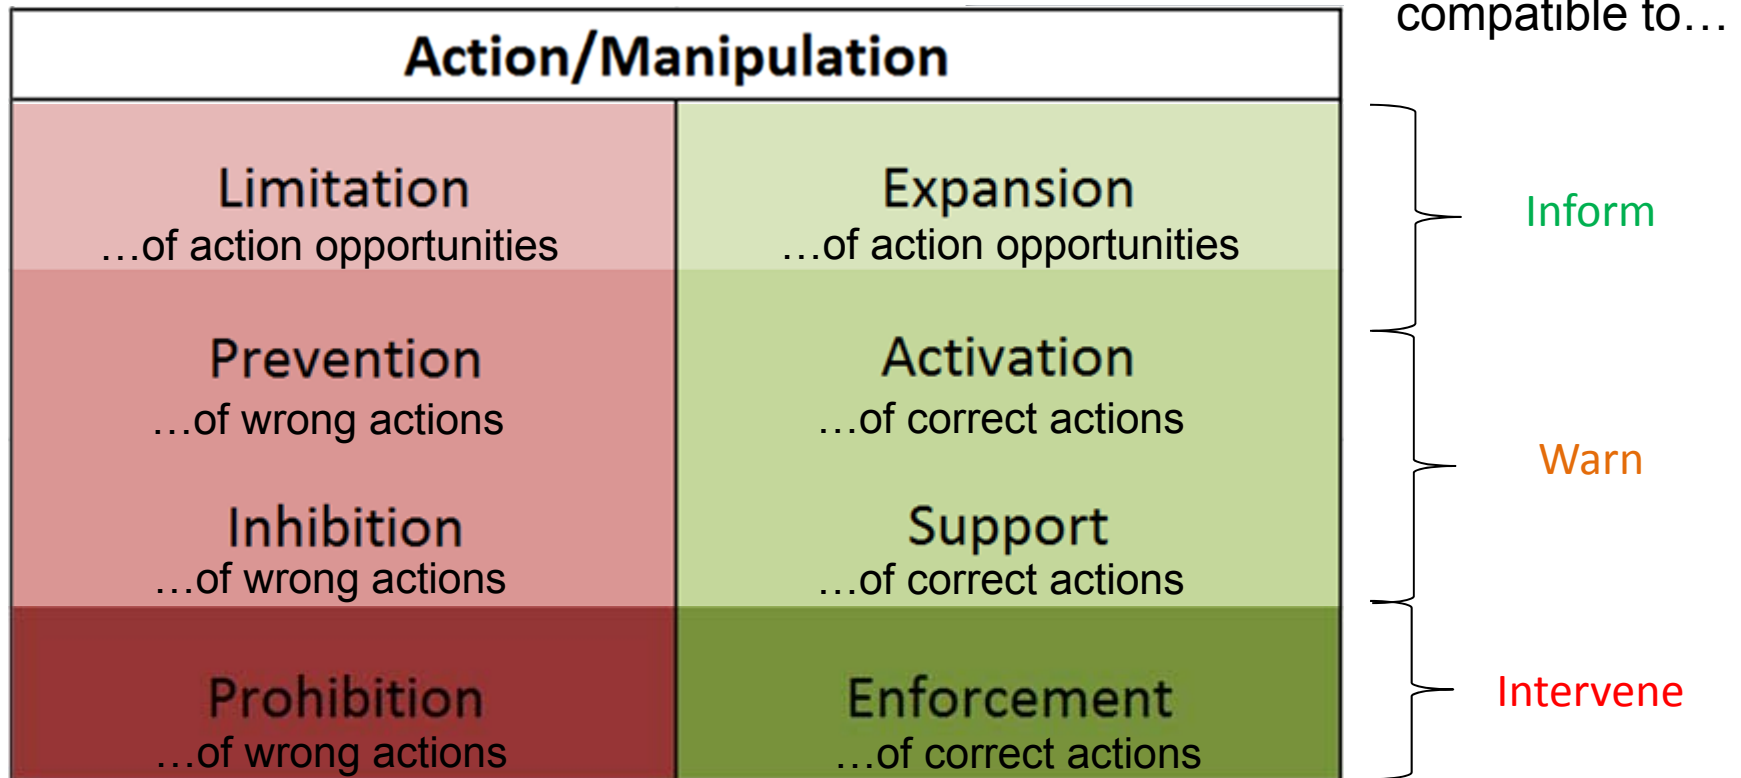 compatible to…
Action/Manipulation
Limitation
…of action opportunities
Expansion
…of action opportunities
Inform
Prevention
…of wrong actions
Activation
…of correct actions
Warn
Inhibition
…of wrong actions
Support
…of correct actions
Prohibition
…of wrong actions
Enforcement
…of correct actions
Intervene